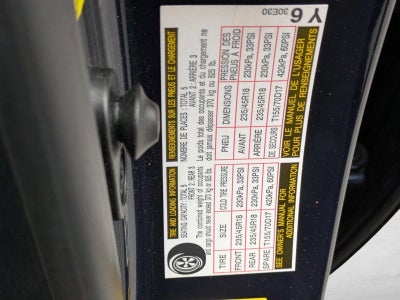 TIRE AND LOADING INFORMATION
SEATING CAPACITY: TOTAL 5 FRONT 2: REAR 3
The combined weight of occupants
and cargo should never exceed 370 kg or 825 lbs.
TIRE SIZE COLD TIRE PRESSURE
FRONT 235/45R18 230kPa, 33PSI
REAR 235/45R18 230kPa, 33PSI
SPARE T155/70D17 420kPa, 60PSI
SEE OWNER'S MANUAL FOR
ADDITIONAL INFORMATION
RENSEIGNEMENTS SUR LES PNEUS ET LE CHARGEMENT
NOMBRE DE PLACES : TOTAL 5
AVANT 2 : ARRIÈRE 3
Le poids total des occupants et du chargement ne
doit jamais dépasser 370 kg ou 825 lb.
PNEU DIMENSIONS PRESSION DES PNEUS À FROID
AVANT 235/45R18 230kPa, 33PSI
ARRIÈRE 235/45R18 230kPa, 33PSI
DE SECOURS T155/70D17 420kPa, 60PSI
VOIR LE MANUEL DE L'USAGER
POUR PLUS DE RENSEIGNEMENTS
Y 6
30E30